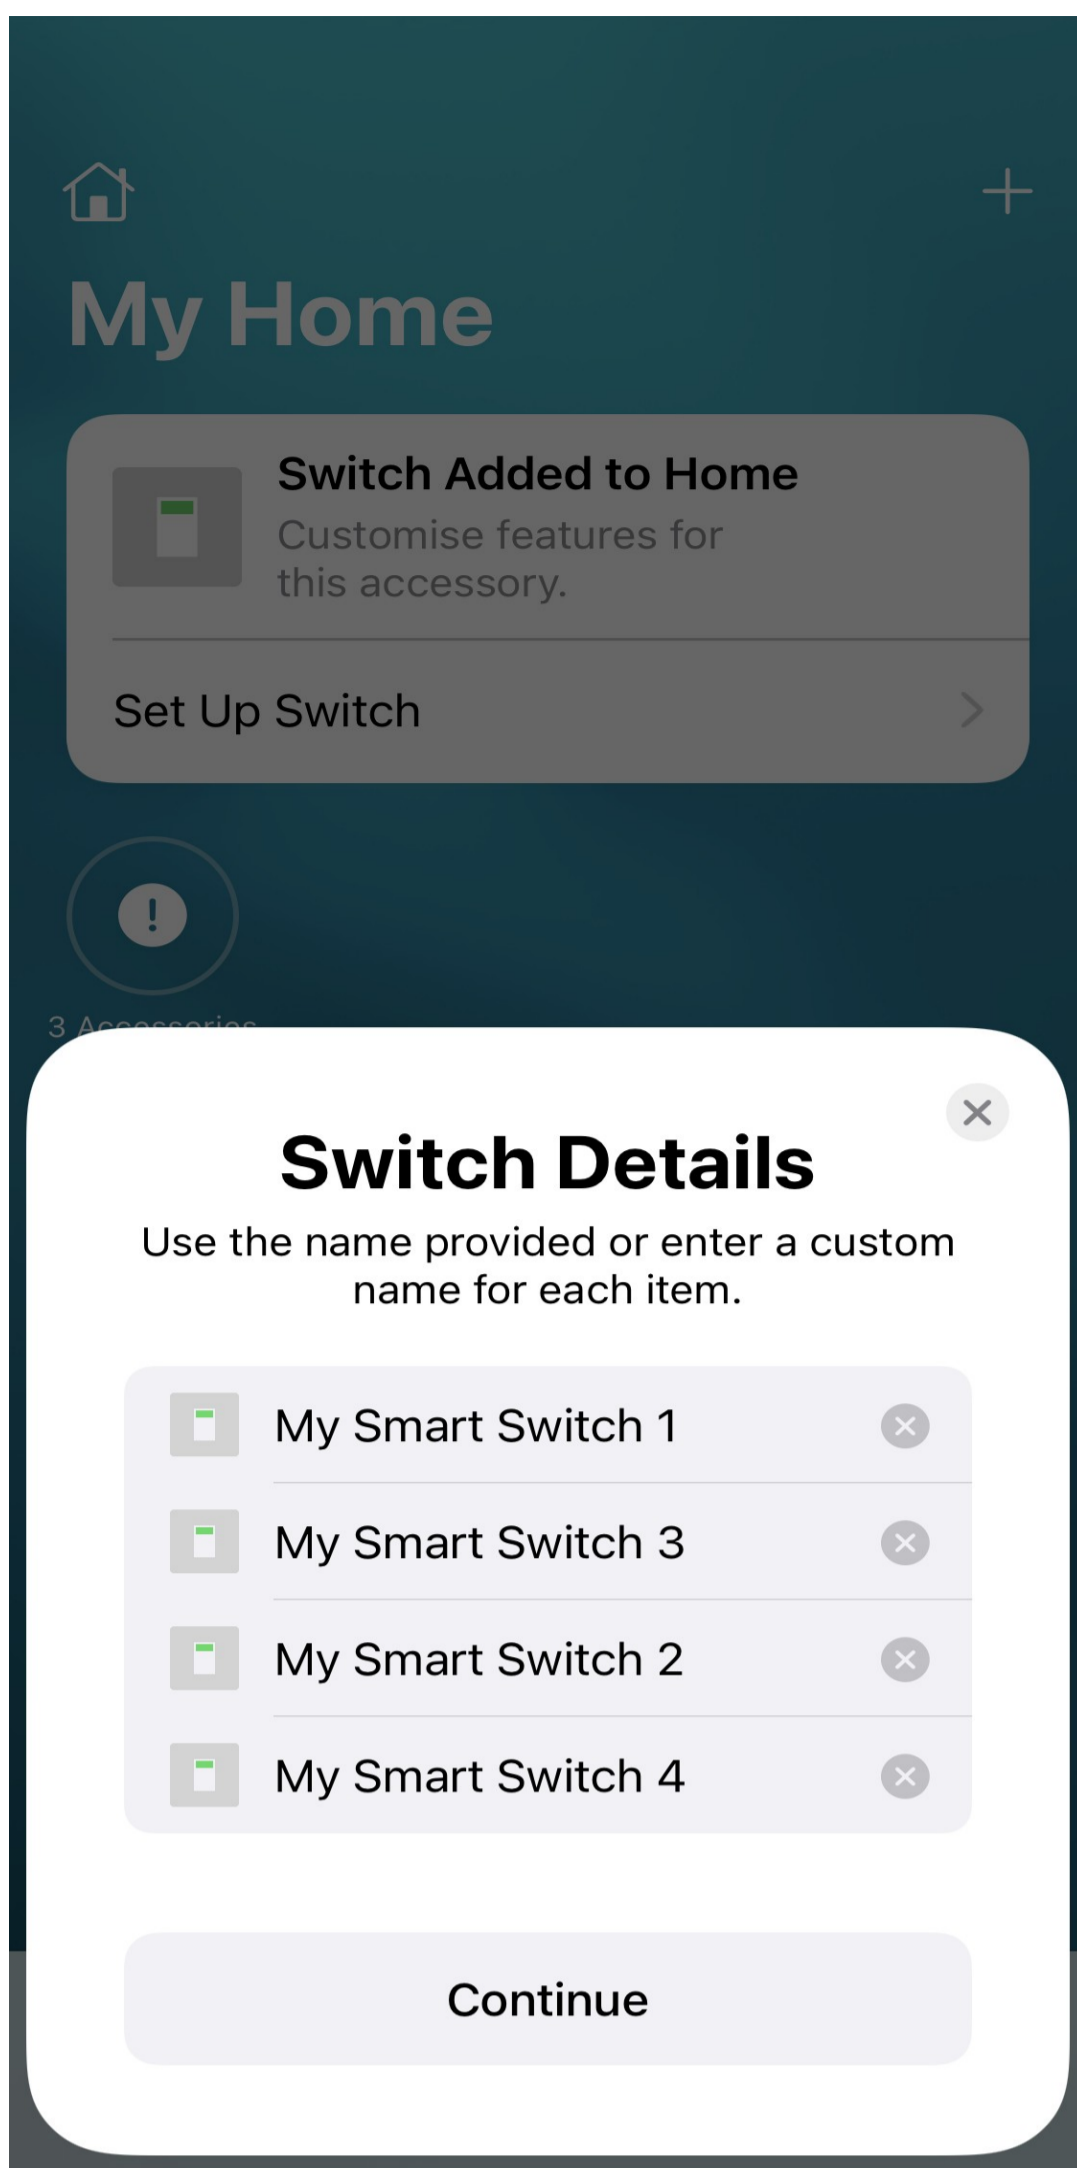 My Home
Switch Added to Home
Customise features for
this accessory.
Set Up Switch
3 Accessories
Switch Details
Use the name provided or enter a custom
name for each item.
My Smart Switch 1
My Smart Switch 3
My Smart Switch 2
My Smart Switch 4
Continue